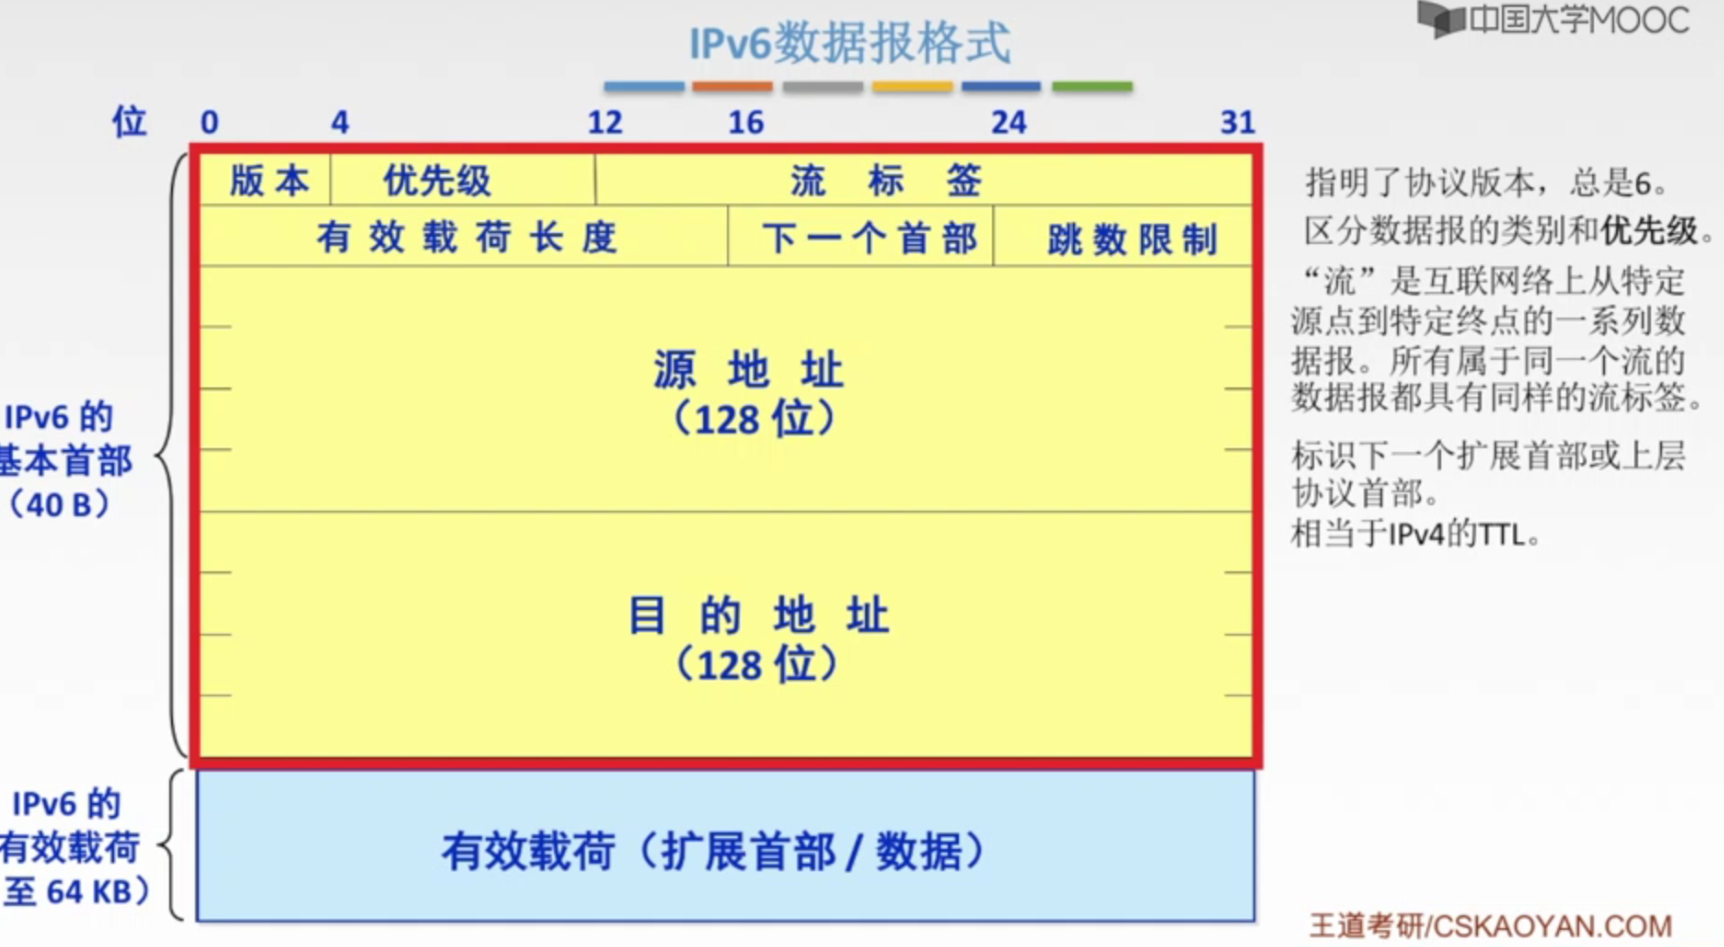 中国大学MOOC
IPv6数据报格式
位 0 4 12 16 24 31
版本 优先级 流标签
有效载荷长度 下一个首部 跳数限制
源地址
（128 位）
目的地址
（128 位）
IPv6 的
基本首部
（40 B）
IPv6 的
有效载荷
至 64 KB）
有效载荷（扩展首部 / 数据）
指明了协议版本，总是6。
区分数据报的类别和优先级。
“流”是互联网络上从特定
源点到特定终点的一系列数
据报。所有属于同一个流的
数据报都具有同样的流标签。
标识下一个扩展首部或上层
协议首部。
相当于IPv4的TTL。
王道考研/CSKAOYAN.COM